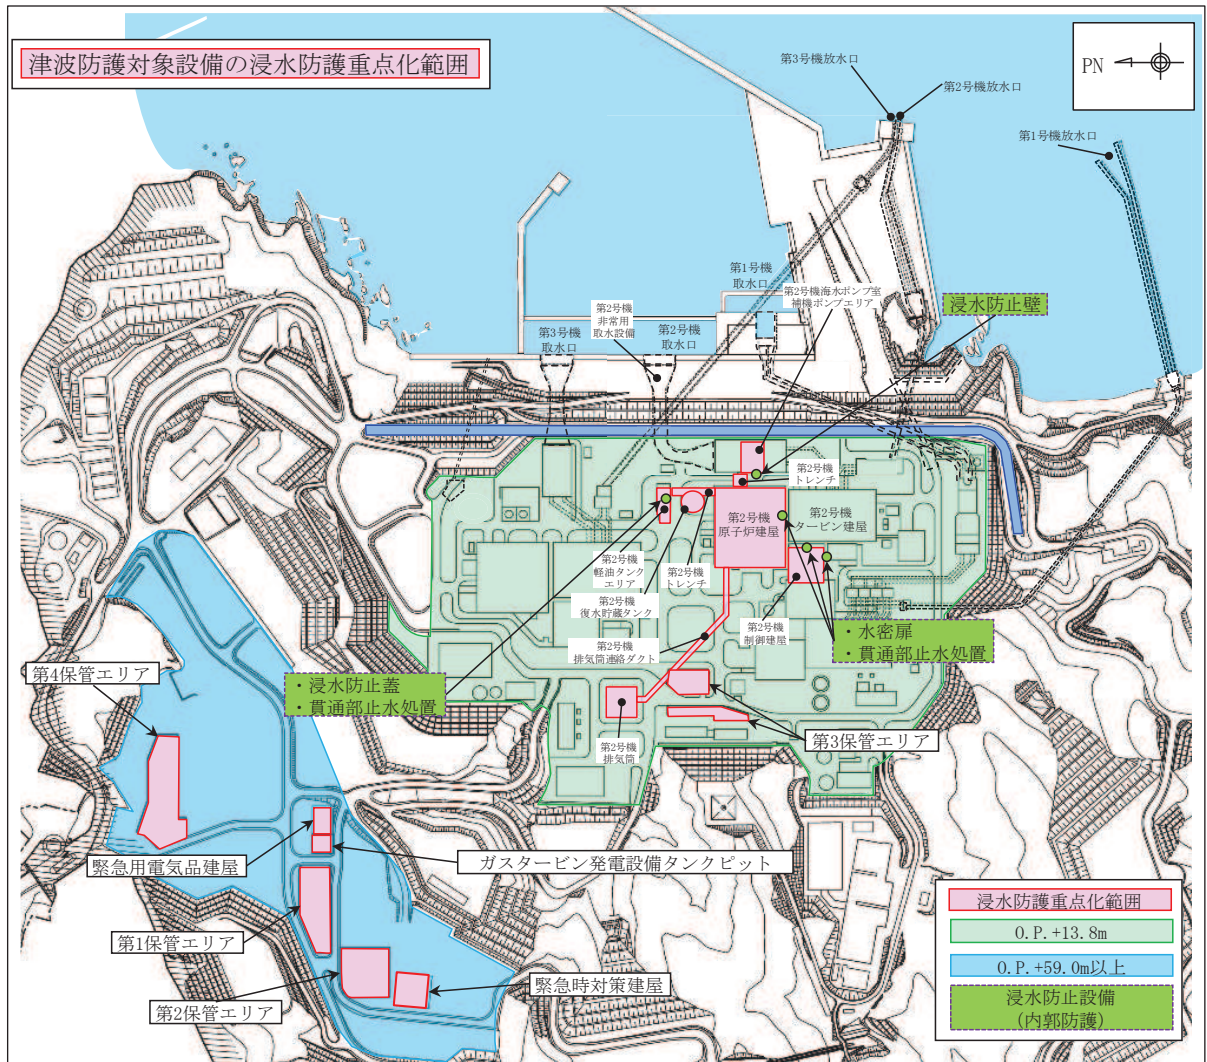 津波防護対象設備の浸水防護重点化範囲
PN
第3号機放水口
第2号機放水口
第1号機放水口
第1号機
取水口
第2号機海水ポンプ室
補機ポンプエリア
浸水防止壁
第2号機
非常用
取水設備
第3号機
取水口
第2号機
取水口
第2号機
トレンチ
第2号機
原子炉建屋
第2号機
タービン建屋
第2号機
軽油タンク
エリア
第2号機
トレンチ
第2号機
復水貯蔵タンク
第2号機
制御建屋
・水密扉
・貫通部止水処置
第2号機
排気筒連絡ダクト
第4保管エリア
・浸水防止蓋
・貫通部止水処置
第2号機
排気筒
第3保管エリア
緊急用電気品建屋
ガスタービン発電設備タンクピット
第1保管エリア
第2保管エリア
緊急時対策建屋
浸水防護重点化範囲
O.P.+13.8m
O.P.+59.0m以上
浸水防止設備
(内郭防護)